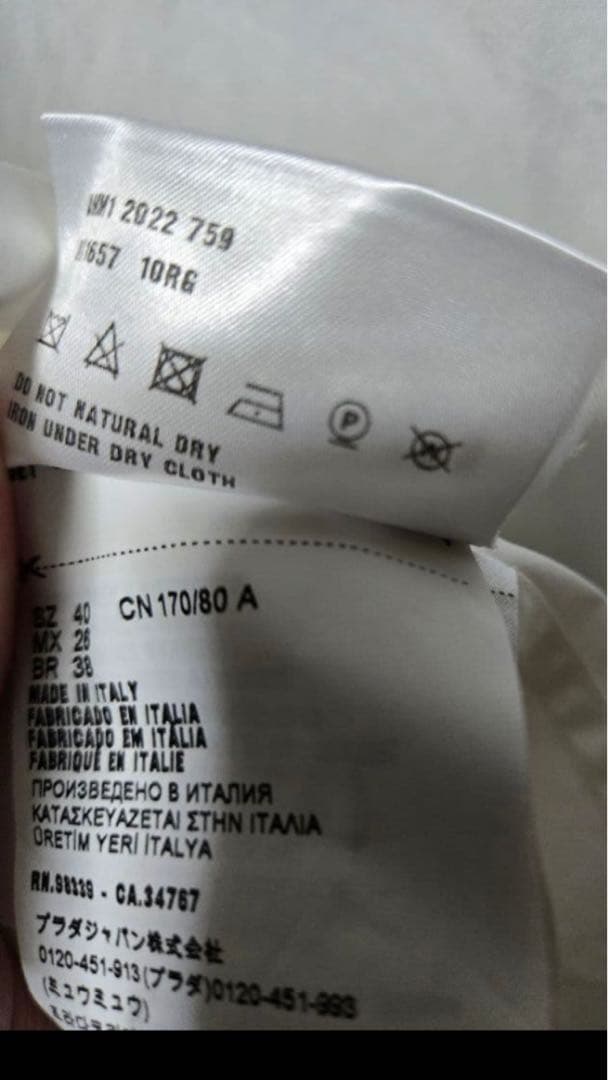 2022 759
1657 10RG
P
DO NOT NATURAL DRY
IRON UNDER DRY CLOTH
SZ 40 CN 170/80 A
MX 26
BR 38
MADE IN ITALY
FABRICADO EN ITALIA
FABRICADO EM ITÁLIA
FABRIQUÉ EN ITALIE
ПРОИЗВЕДЕНО В ИТАЛИЯ
ΚΑΤΑΣΚΕΥΑΖΕΤΑΙ ΣΤΗΝ ΙΤΑΛΙΑ
ÜRETİM YERİ İTALYA
CA.34767
プラダジャパン株式会社
0120-451-913(プラダ)0120-451-993
(ミュウミュウ)